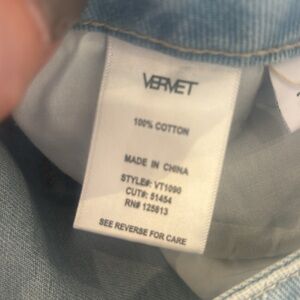 VERVET
100% COTTON
MADE IN CHINA
STYLE#: VT1090
CUT#: 51454
RN# 125813
SEE REVERSE FOR CARE